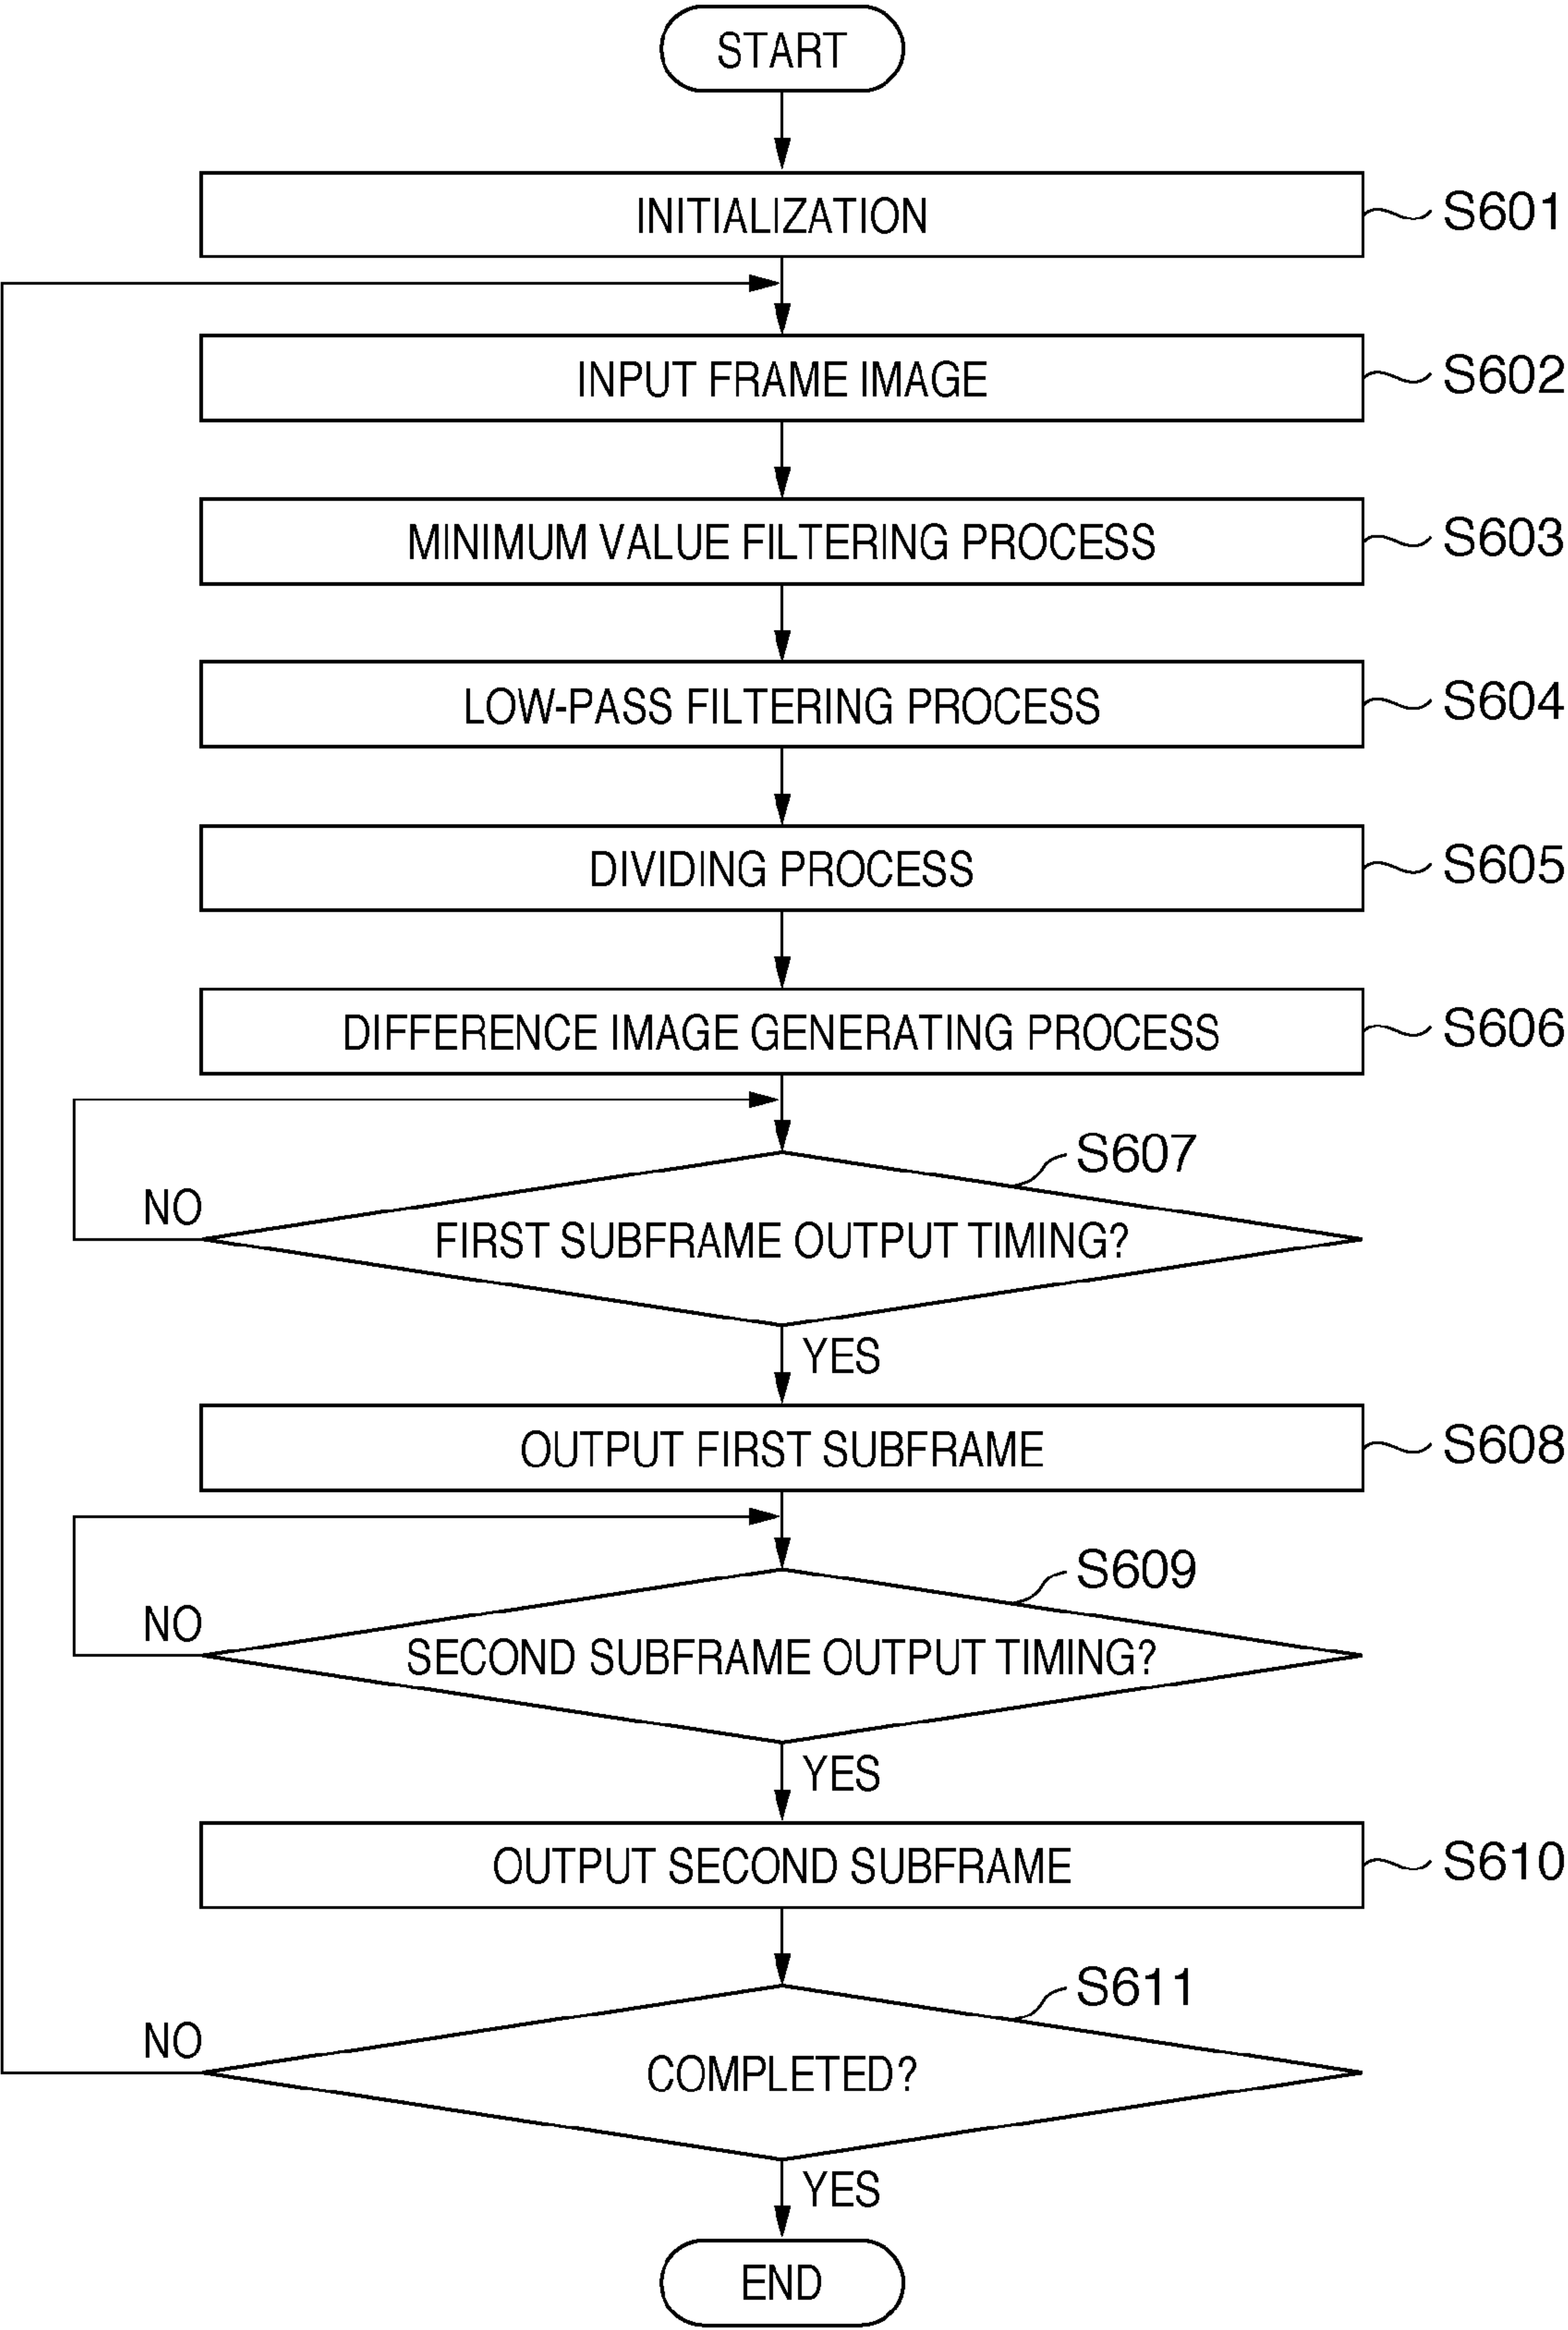 START
INITIALIZATION
S601
INPUT FRAME IMAGE
S602
MINIMUM VALUE FILTERING PROCESS
S603
LOW-PASS FILTERING PROCESS
S604
DIVIDING PROCESS
S605
DIFFERENCE IMAGE GENERATING PROCESS
S606
S607
NO
FIRST SUBFRAME OUTPUT TIMING?
YES
OUTPUT FIRST SUBFRAME
S608
S609
NO
SECOND SUBFRAME OUTPUT TIMING?
YES
OUTPUT SECOND SUBFRAME
S610
S611
NO
COMPLETED?
YES
END